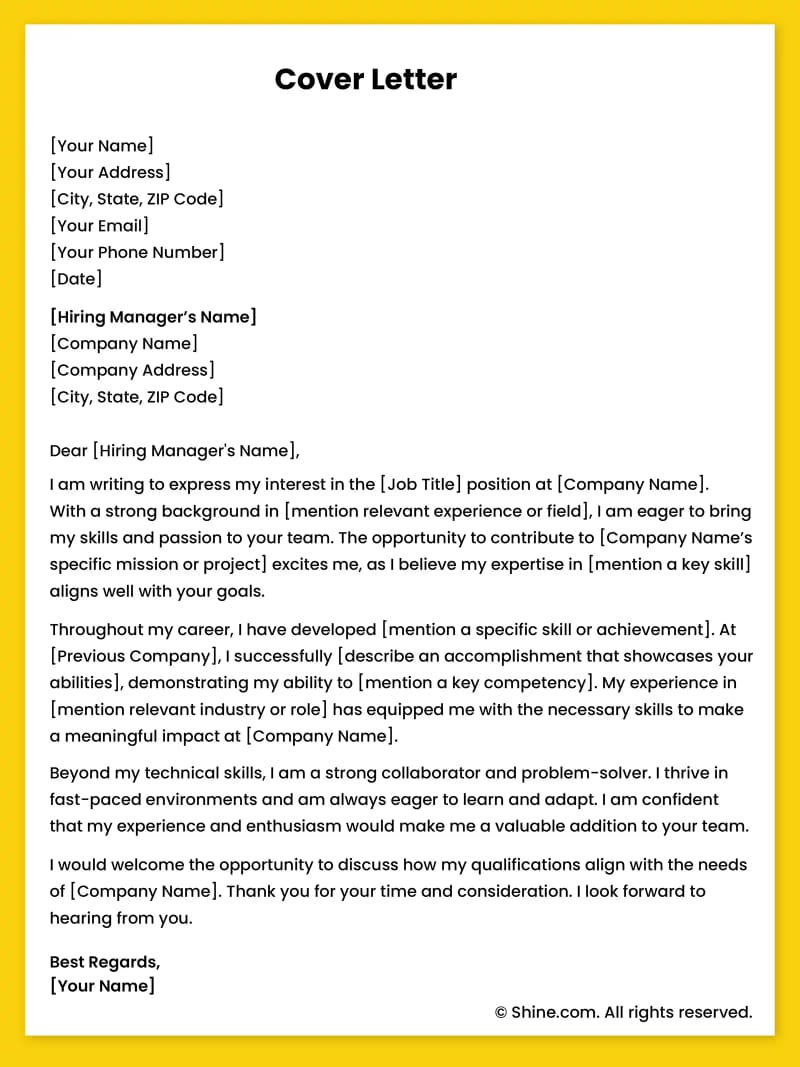 Cover Letter
[Your Name]
[Your Address]
[City, State, ZIP Code]
[Your Email]
[Your Phone Number]
[Date]
[Hiring Manager’s Name]
[Company Name]
[Company Address]
[City, State, ZIP Code]
Dear [Hiring Manager's Name],
I am writing to express my interest in the [Job Title] position at [Company Name].
With a strong background in [mention relevant experience or field], I am eager to bring
my skills and passion to your team. The opportunity to contribute to [Company Name’s
specific mission or project] excites me, as I believe my expertise in [mention a key skill]
aligns well with your goals.
Throughout my career, I have developed [mention a specific skill or achievement]. At
[Previous Company], I successfully [describe an accomplishment that showcases your
abilities], demonstrating my ability to [mention a key competency]. My experience in
[mention relevant industry or role] has equipped me with the necessary skills to make
a meaningful impact at [Company Name].
Beyond my technical skills, I am a strong collaborator and problem-solver. I thrive in
fast-paced environments and am always eager to learn and adapt. I am confident
that my experience and enthusiasm would make me a valuable addition to your team.
I would welcome the opportunity to discuss how my qualifications align with the needs
of [Company Name]. Thank you for your time and consideration. I look forward to
hearing from you.
Best Regards,
[Your Name]
© Shine.com. All rights reserved.